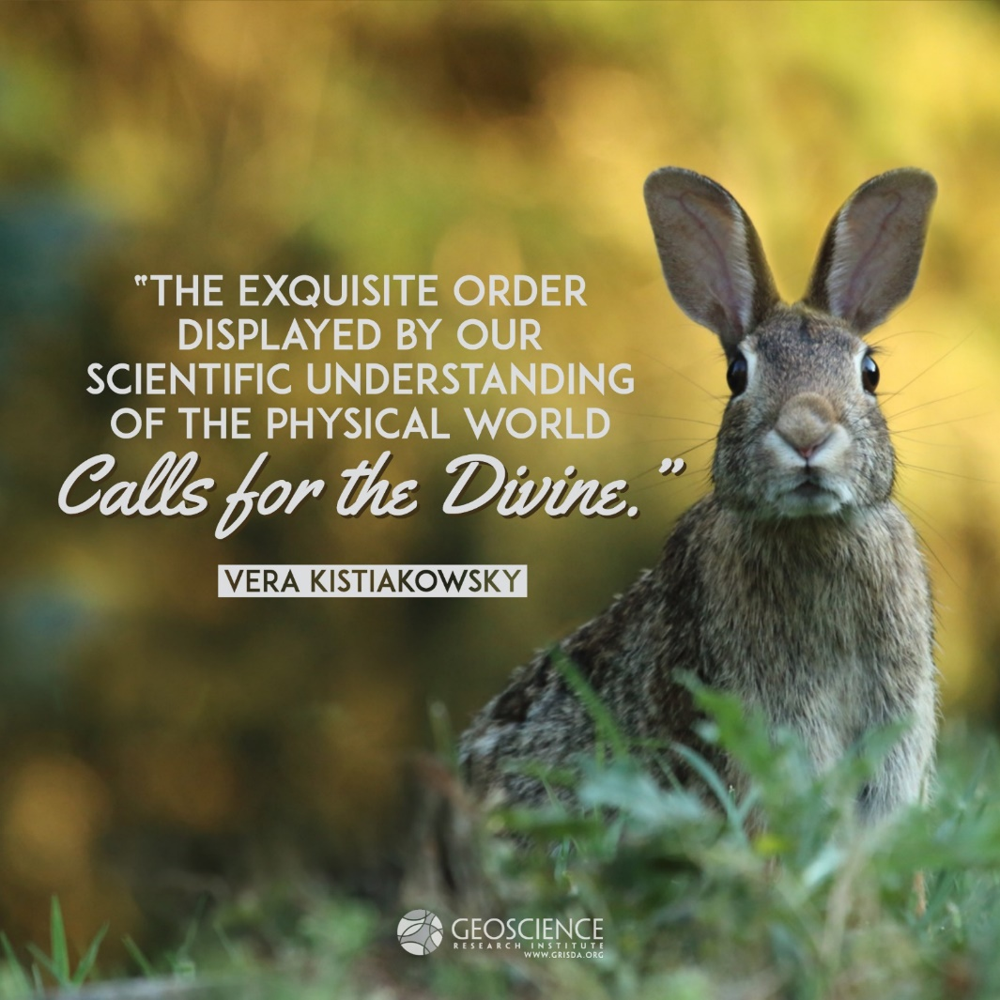 "THE EXQUISITE ORDER
DISPLAYED BY OUR
SCIENTIFIC UNDERSTANDING
OF THE PHYSICAL WORLD
Calls for the Divine."
VERA KISTIAKOWSKY
GEOSCIENCE
RESEARCH INSTITUTE
WWW.GRISDA.ORG